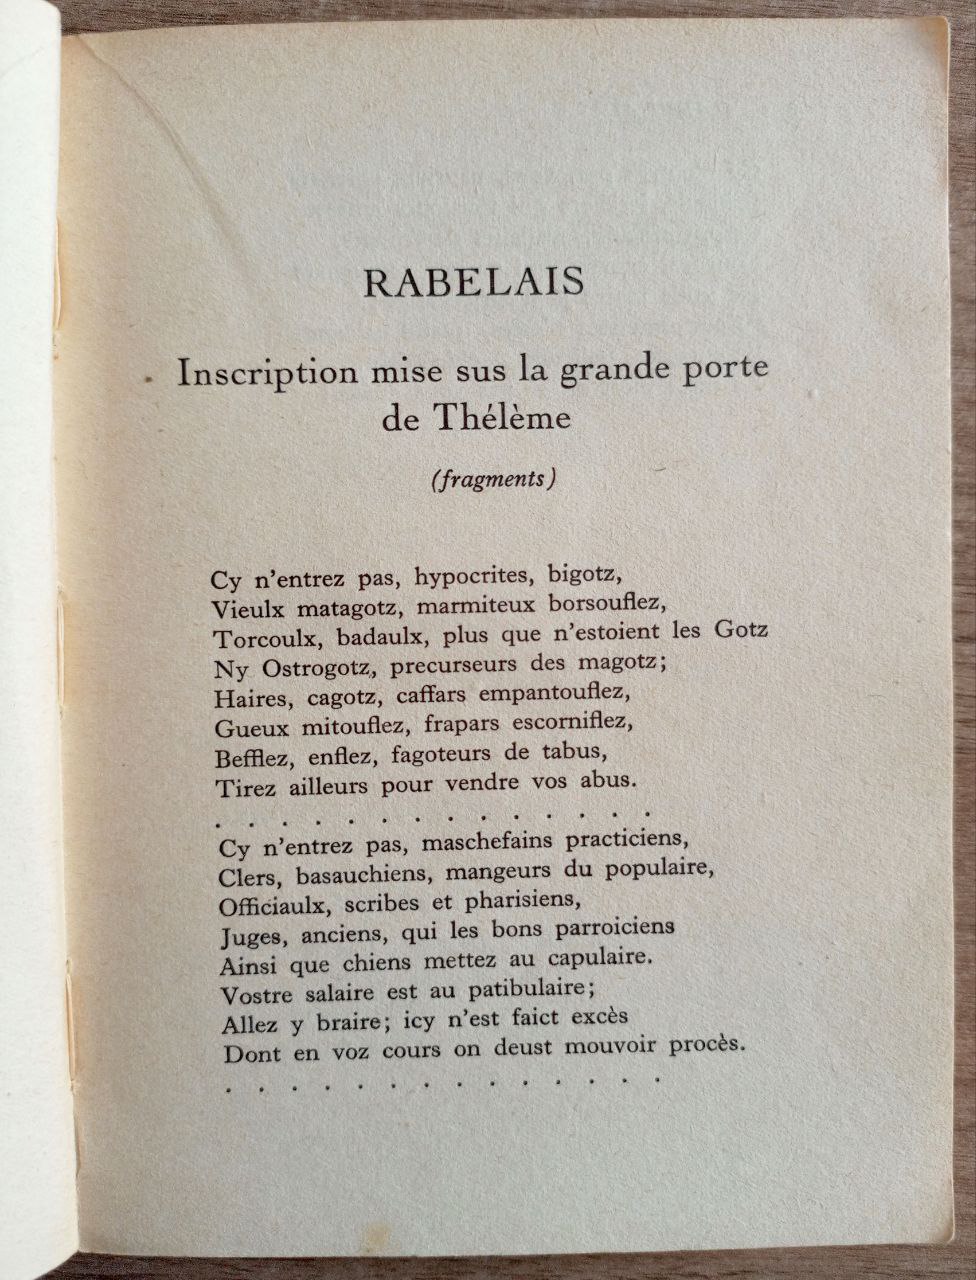 RABELAIS
Inscription mise sus la grande porte
de Thélème
(fragments)
Cy n'entrez pas, hypocrites, bigotz,
Vieulx matagotz, marmiteux borsouflez,
Torcoulx, badaulx, plus que n'estoient les Gotz
Ny Ostrogotz, precurseurs des magotz;
Haires, cagotz, caffars empantouflez,
Gueux mitouflez, frapars escorniflez,
Befflez, enflez, fagoteurs de tabus,
Tirez ailleurs pour vendre vos abus.
. . . . . . . . . . . . . .
Cy n'entrez pas, maschefains practiciens,
Clers, basauchiens, mangeurs du populaire,
Officiaulx, scribes et pharisiens,
Juges, anciens, qui les bons parroiciens
Ainsi que chiens mettez au capulaire.
Vostre salaire est au patibulaire;
Allez y braire; icy n'est faict excès
Dont en voz cours on deust mouvoir procès.
. . . . . . . . . . . . . .